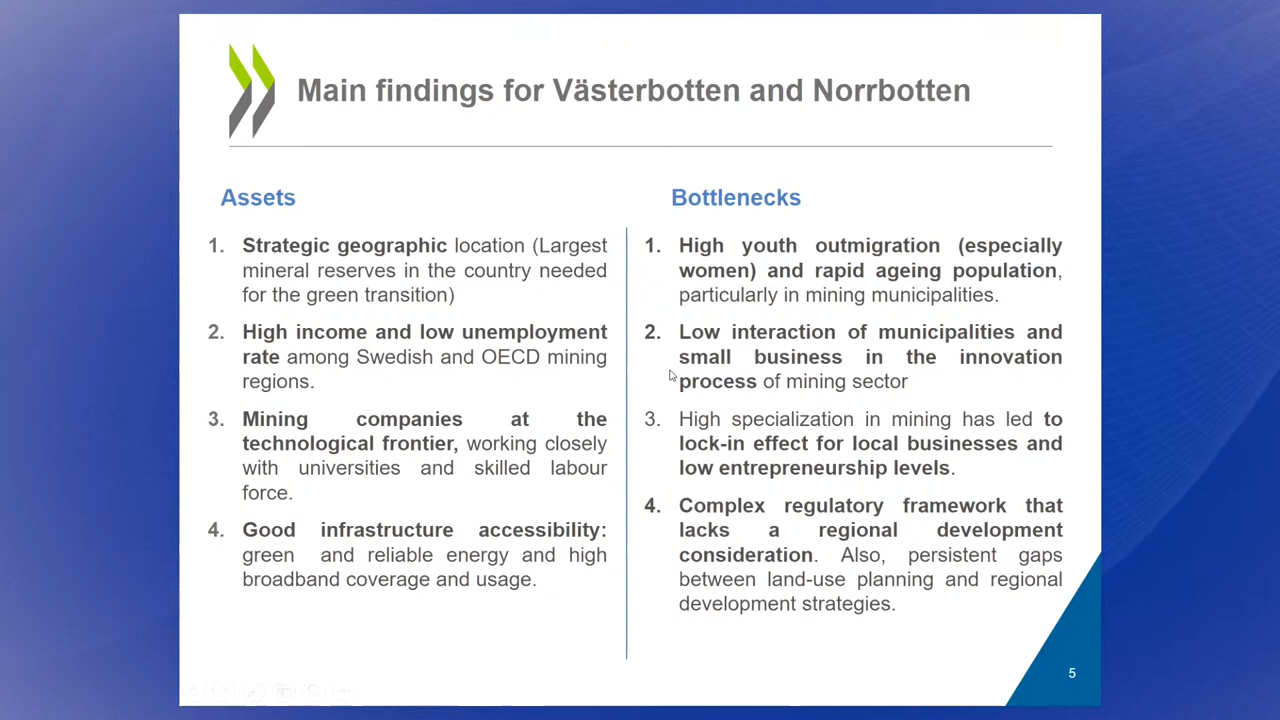 Main findings for Västerbotten and Norrbotten
Assets
1. Strategic geographic location (Largest
mineral reserves in the country needed
for the green transition)
2. High income and low unemployment
rate among Swedish and OECD mining
regions.
3. Mining companies at the
technological frontier, working closely
with universities and skilled labour
force.
4. Good infrastructure accessibility:
green and reliable energy and high
broadband coverage and usage.
Bottlenecks
1. High youth outmigration (especially
women) and rapid ageing population,
particularly in mining municipalities.
2. Low interaction of municipalities and
small business in the innovation
process of mining sector
3. High specialization in mining has led to
lock-in effect for local businesses and
low entrepreneurship levels.
4. Complex regulatory framework that
lacks a regional development
consideration. Also, persistent gaps
between land-use planning and regional
development strategies.
5